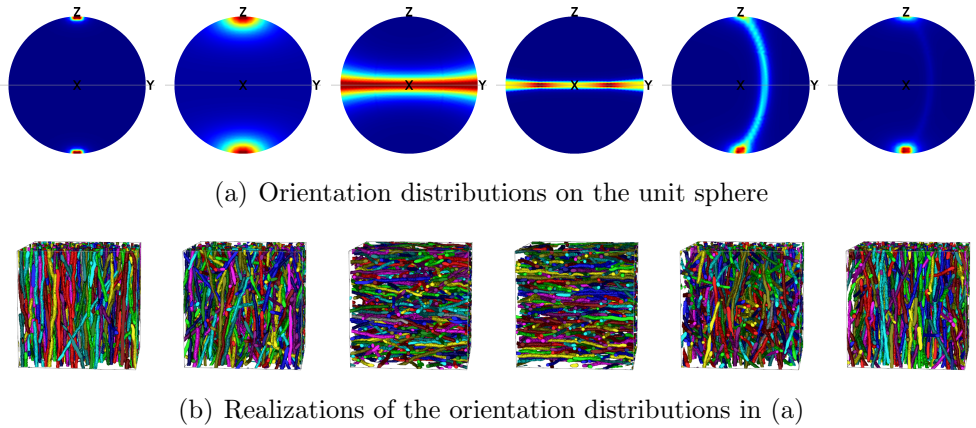 Z Z Z Z Z Z
X Y X Y X Y X Y X Y X Y
(a) Orientation distributions on the unit sphere
(b) Realizations of the orientation distributions in (a)